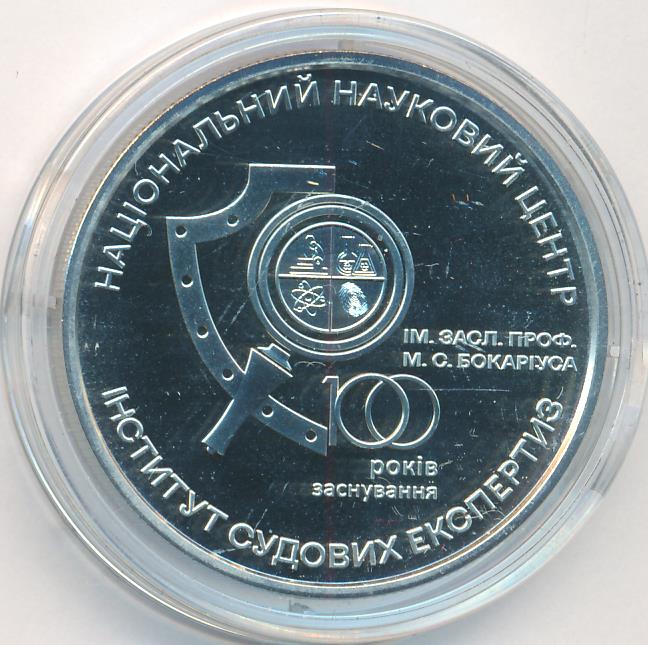 НАЦІОНАЛЬНИЙ НАУКОВИЙ ЦЕНТР
ІМ. ЗАСЛ. ПРОФ.
М. С. БОКАРІУСА
100
років
заснування
ІНСТИТУТ СУДОВИХ ЕКСПЕРТИЗ